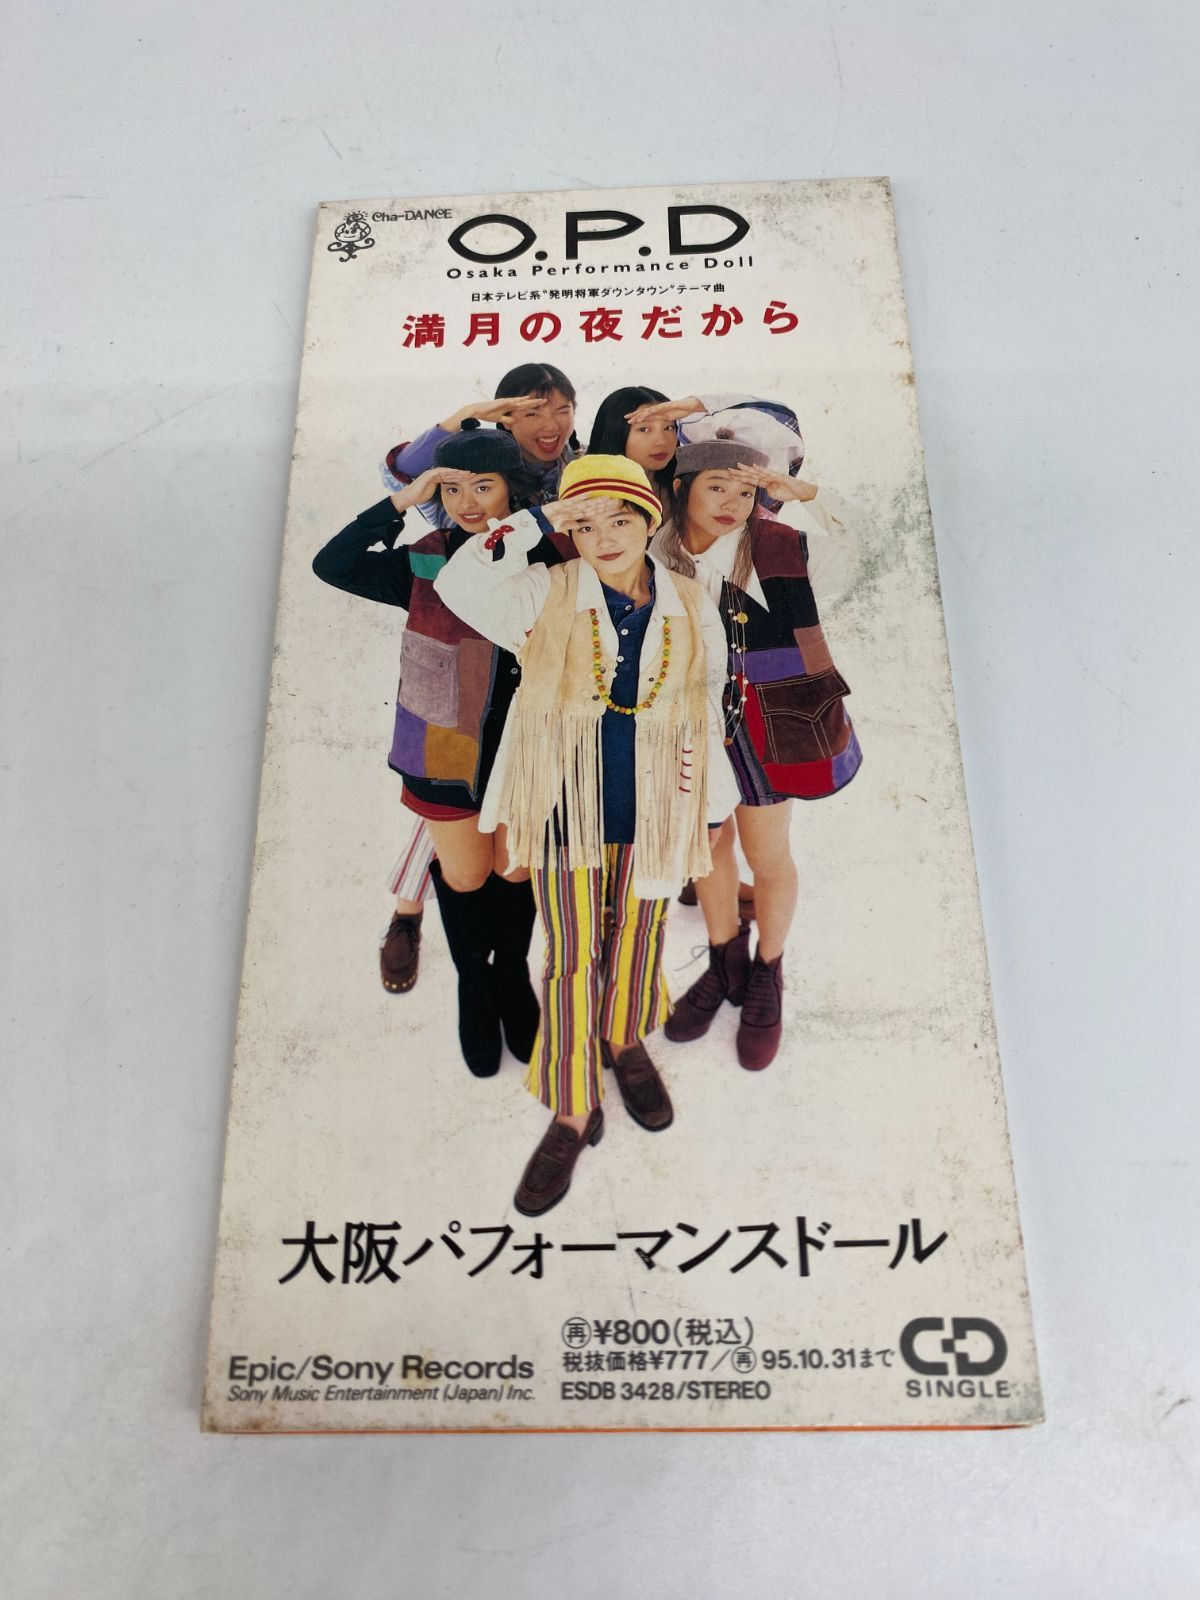 Cha-DANCE
O.P.D
Osaka Performance Doll
日本テレビ系"発明将軍ダウンタウン"テーマ曲
満月の夜だから
大阪パフォーマンスドール
Epic/Sony Records
Sony Music Entertainment (Japan) Inc.
再¥800(税込)
税抜価格¥777/再95.10.31まで
ESDB 3428/STEREO
CD
SINGLE